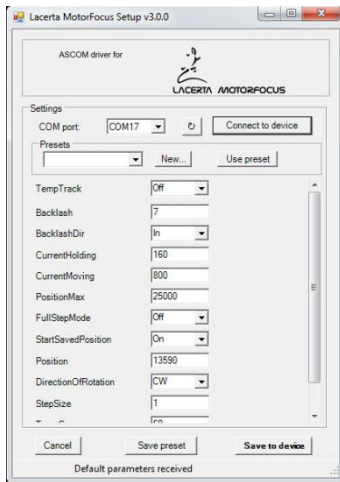 Lacerta MotorFocus Setup v3.0.0
ASCOM driver for
LACERTA MOTORFOCUS
Settings
COM port: COM17 Connect to device
Presets
New... Use preset
TempTrack Off
Backlash 7
BacklashDir In
CurrentHolding 160
CurrentMoving 800
PositionMax 25000
FullStepMode Off
StartSavedPosition On
Position 13590
DirectionOfRotation CW
StepSize 1
Cancel Save preset Save to device
Default parameters received